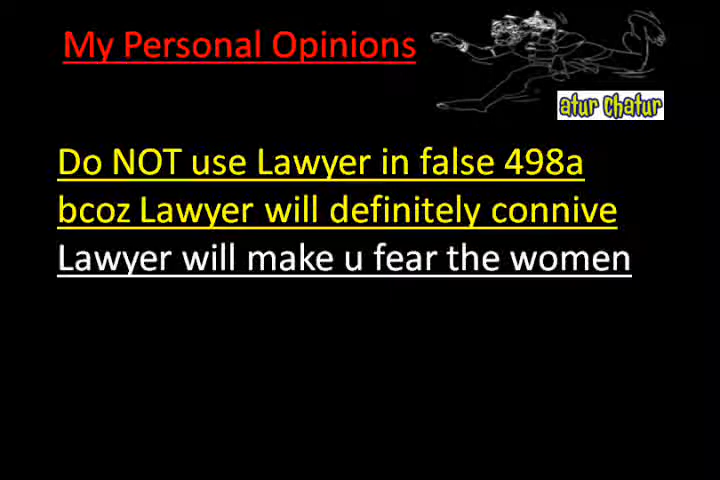 My Personal Opinions
atur chatur
Do NOT use Lawyer in false 498a
bcoz Lawyer will definitely connive
Lawyer will make u fear the women